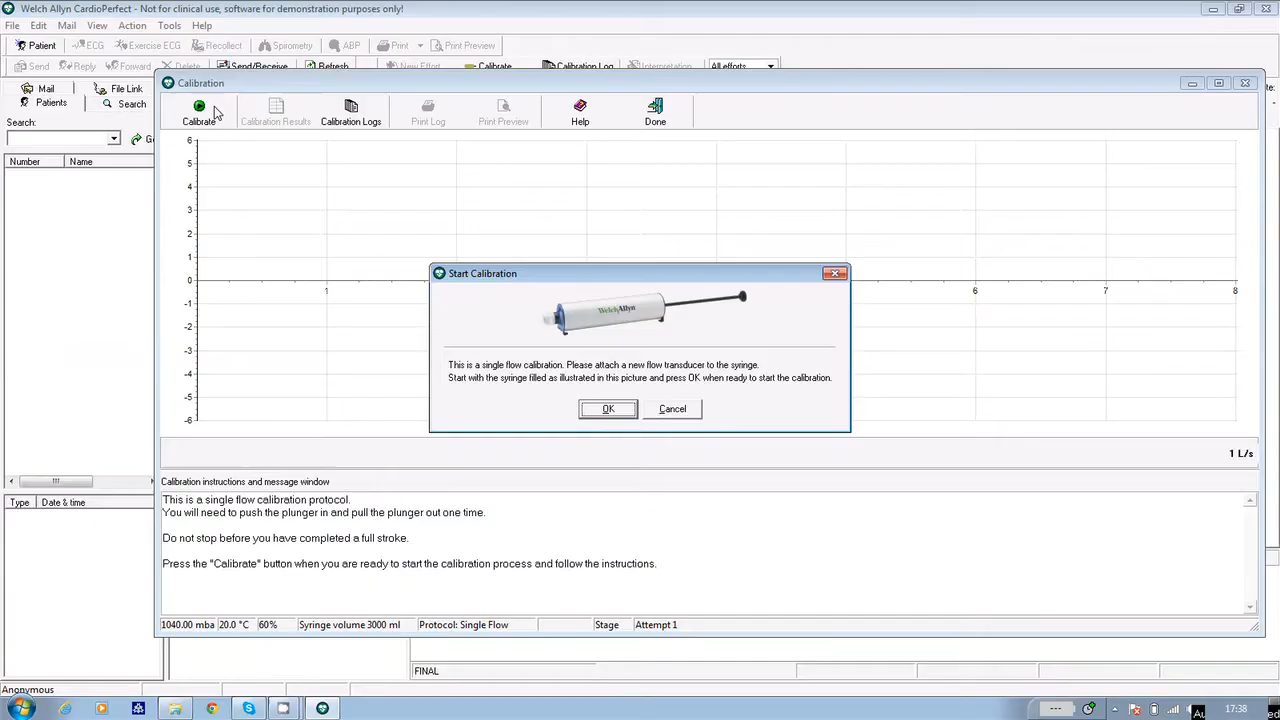 Welch Allyn CardioPerfect - Not for clinical use, software for demonstration purposes only!
File Edit Mail View Action Tools Help
Patient ECG Exercise ECG Recollect Spirometry ABP Print Print Preview
Send Reply Forward Delete Send/Receive Refresh New Effort Calibrate Calibration Log Interpretation All efforts
Mail File Link
Patients Search
Search:
Number Name
Type Date & time
Calibration
Calibrate Calibration Results Calibration Logs Print Log Print Preview Help Done
6
5
4
3
2
1
0
-1
-2
-3
-4
-5
-6
1 6 7 8
Start Calibration
WelchAllyn
This is a single flow calibration. Please attach a new flow transducer to the syringe.
Start with the syringe filled as illustrated in this picture and press OK when ready to start the calibration.
OK Cancel
1 L/s
Calibration instructions and message window
This is a single flow calibration protocol.
You will need to push the plunger in and pull the plunger out one time.
Do not stop before you have completed a full stroke.
Press the "Calibrate" button when you are ready to start the calibration process and follow the instructions.
1040.00 mba 20.0 °C 60% Syringe volume 3000 ml Protocol: Single Flow Stage Attempt 1
FINAL
Anonymous
17:38